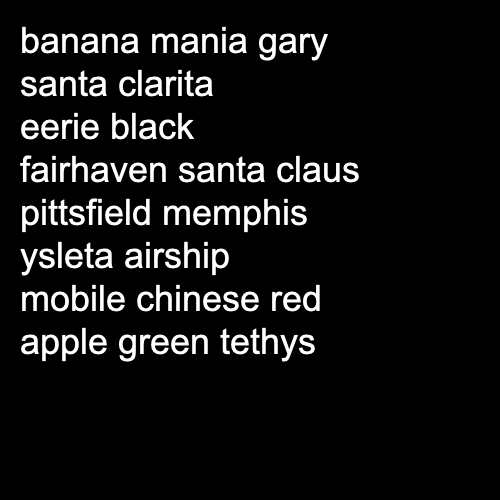 banana mania gary
santa clarita
eerie black
fairhaven santa claus
pittsfield memphis
ysleta airship
mobile chinese red
apple green tethys